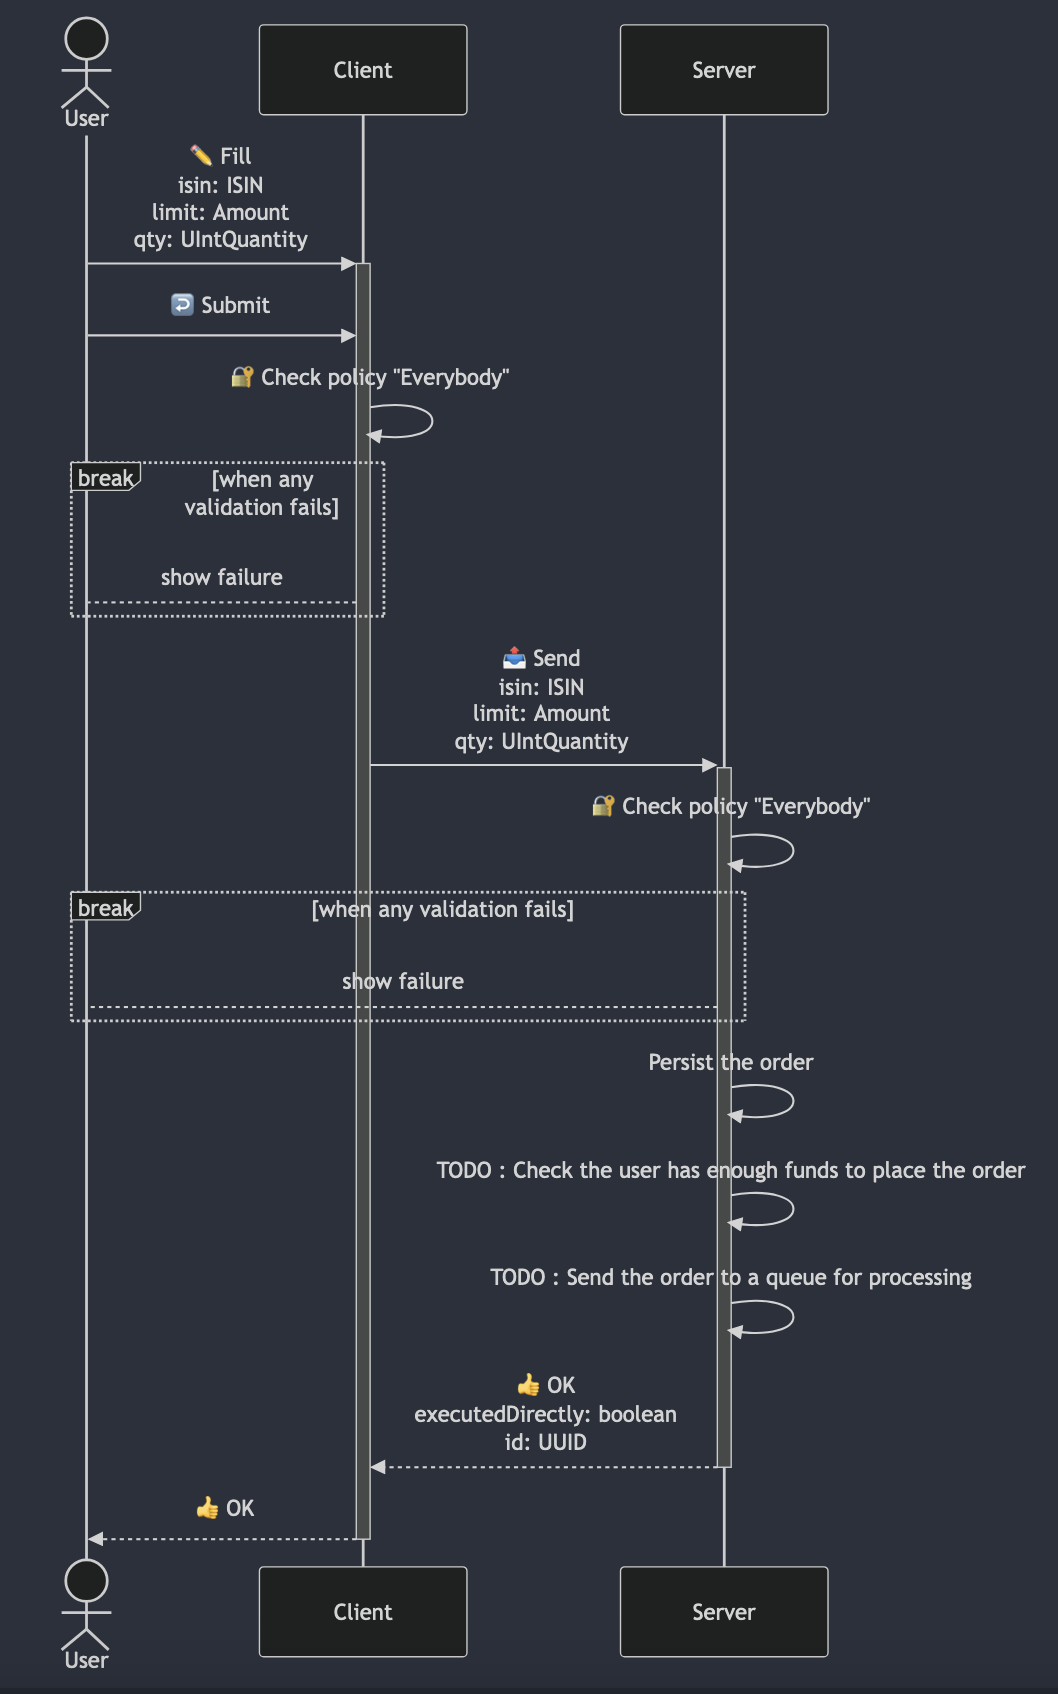 Client
Server
User
✏️ Fill
isin: ISIN
limit: Amount
qty: UIntQuantity
↩️ Submit
🔐 Check policy "Everybody"
break
[when any
validation fails]
show failure
📤 Send
isin: ISIN
limit: Amount
qty: UIntQuantity
🔐 Check policy "Everybody"
break
[when any validation fails]
show failure
Persist the order
TODO : Check the user has enough funds to place the order
TODO : Send the order to a queue for processing
👍 OK
executedDirectly: boolean
id: UUID
👍 OK
Client
Server
User